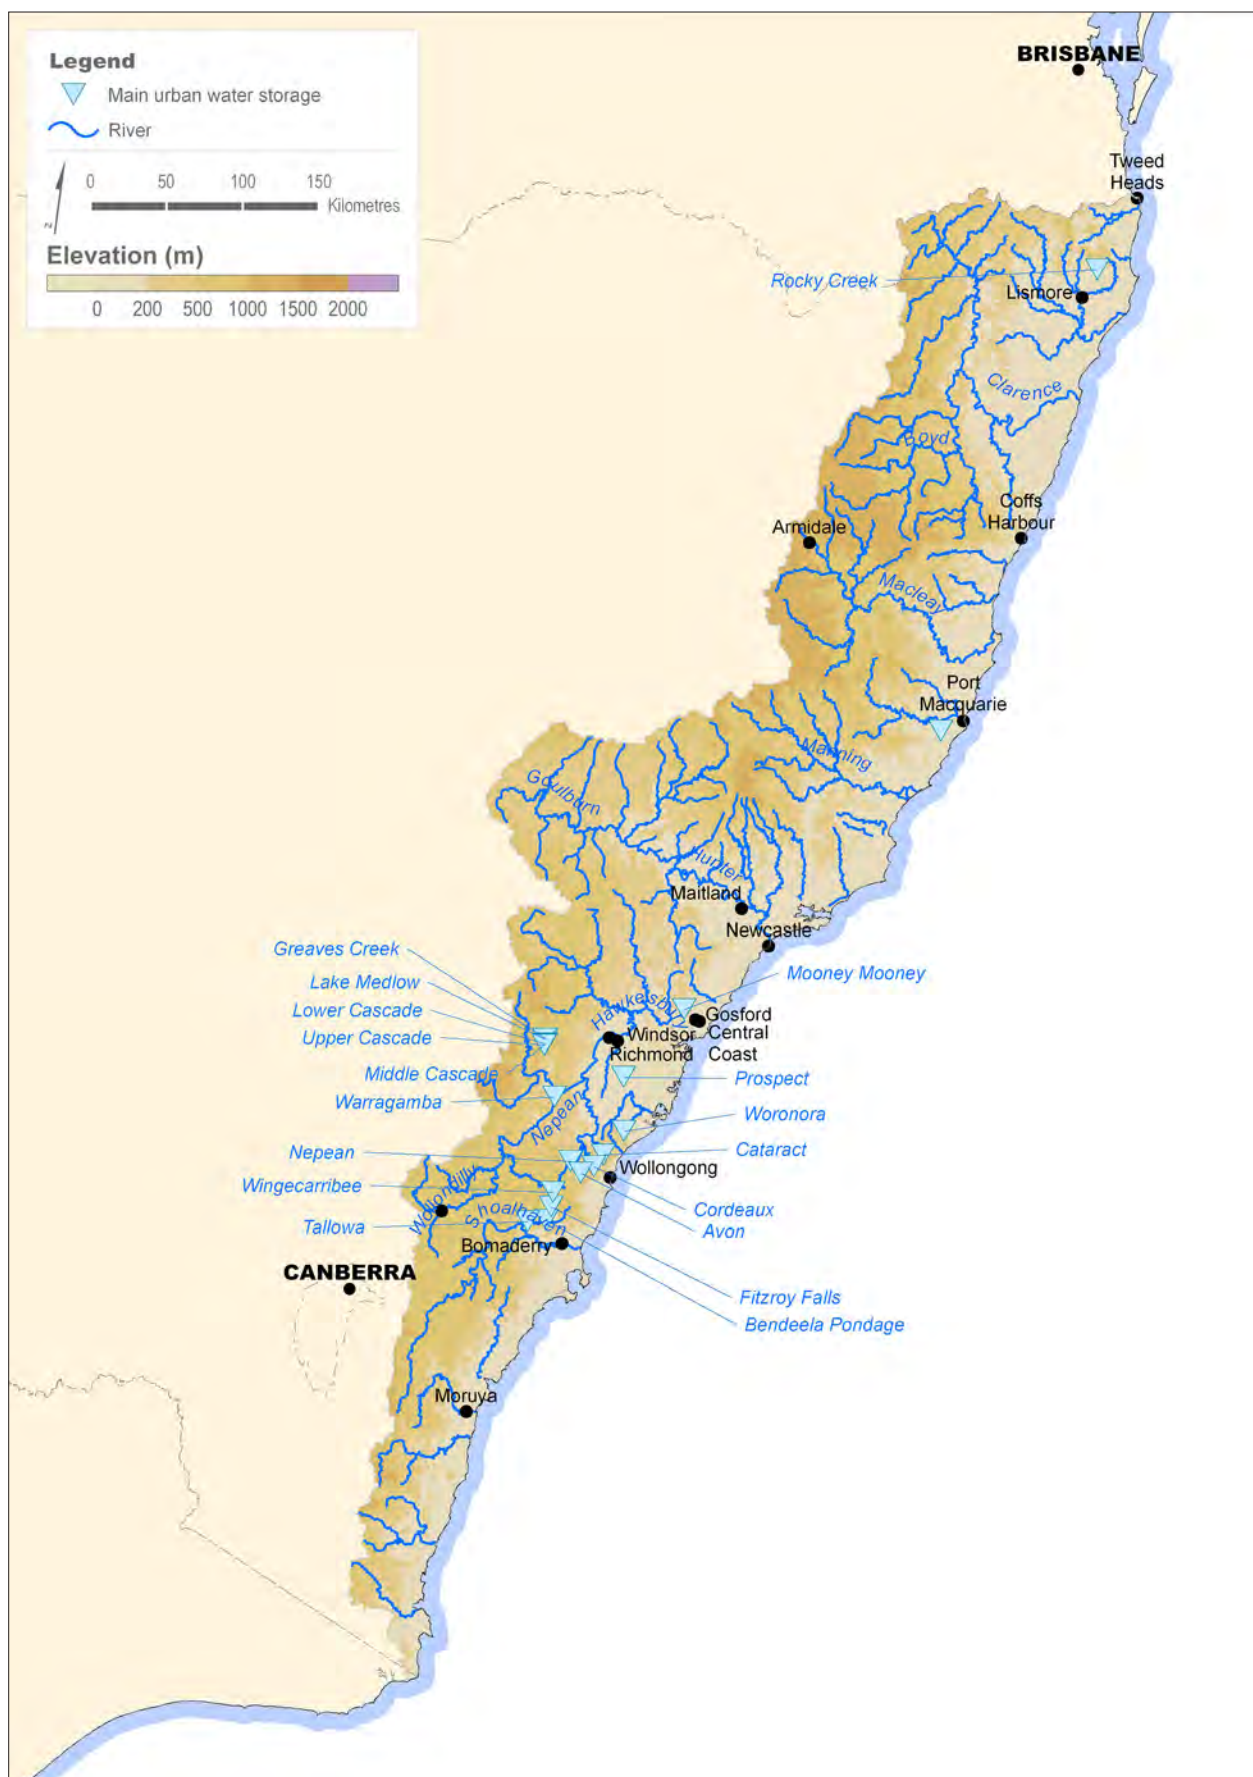 Legend
Main urban water storage
River
0 50 100 150
Kilometres
N
Elevation (m)
0 200 500 1000 1500 2000
BRISBANE
Tweed
Heads
Rocky Creek
Lismore
Clarence
Boyd
Coffs
Harbour
Armidale
Macleay
Port
Macquarie
Manning
Goulburn
Hunter
Maitland
Newcastle
Greaves Creek
Mooney Mooney
Lake Medlow
Lower Cascade
Hawkesbury
Gosford
Upper Cascade
Windsor
Central
Richmond
Coast
Middle Cascade
Prospect
Warragamba
Nepean
Woronora
Nepean
Cataract
Wollongong
Wingecarribee
Wollondilly
Cordeaux
Shoalhaven
Tallowa
Avon
Bomaderry
CANBERRA
Fitzroy Falls
Bendeela Pondage
Moruya